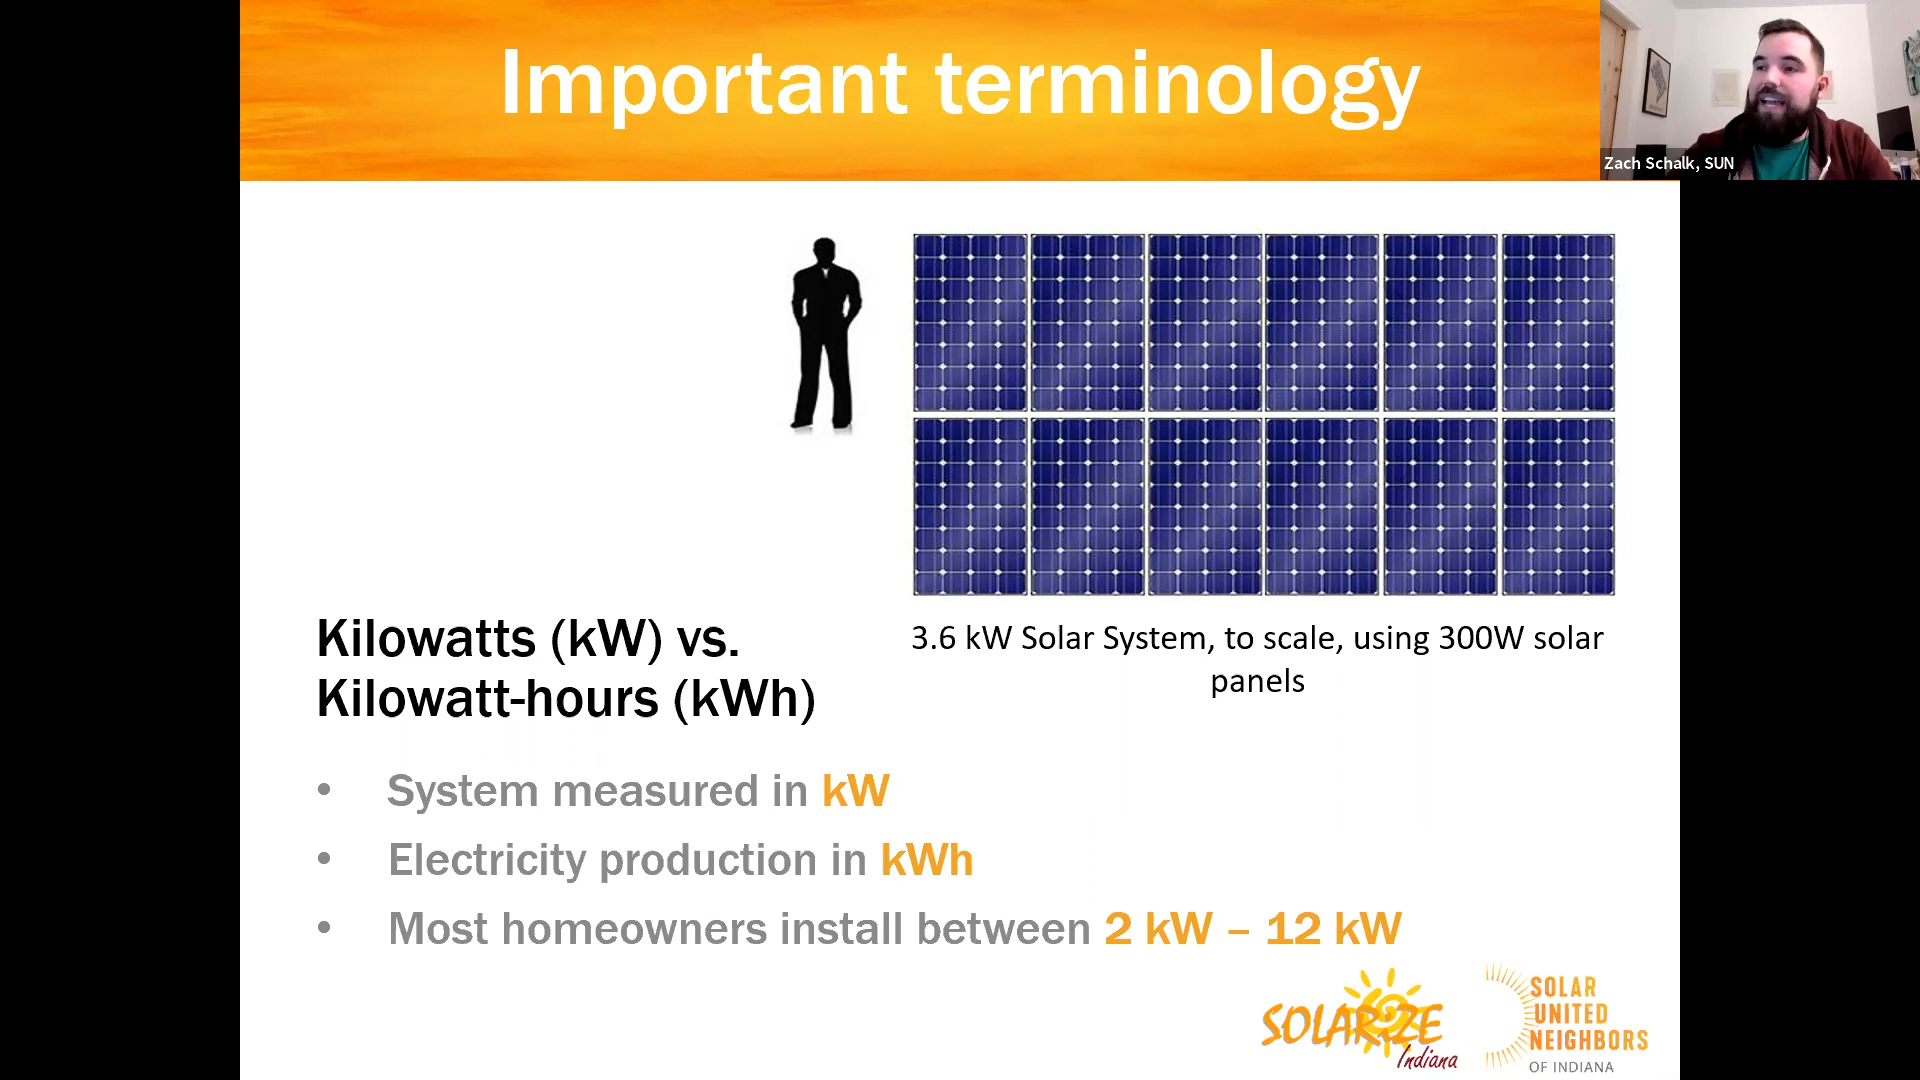 Important terminology
Zach Schalk, SUN
Kilowatts (kW) vs.
Kilowatt-hours (kWh)
3.6 kW Solar System, to scale, using 300W solar
panels
• System measured in kW
• Electricity production in kWh
• Most homeowners install between 2 kW – 12 kW
SOLARIZE
Indiana
SOLAR
UNITED
NEIGHBORS
OF INDIANA